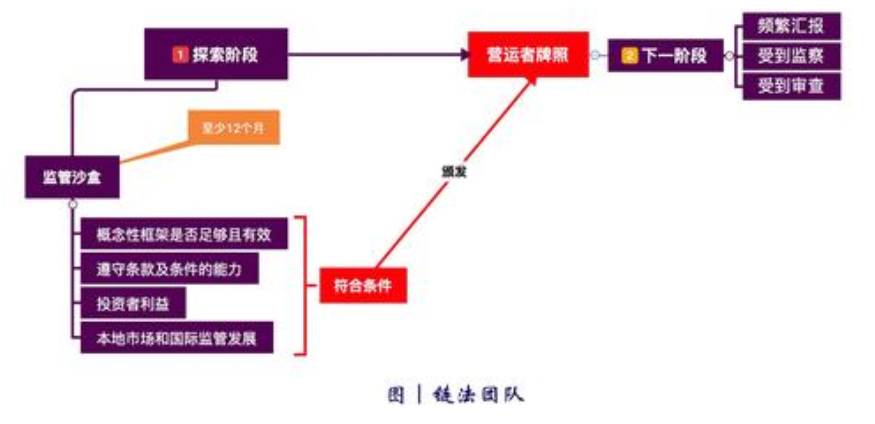 1 探索阶段
营运者牌照
2 下一阶段
频繁汇报
受到监察
受到审查
至少12个月
监管沙盒
颁发
概念性框架是否足够且有效
遵守条款及条件的能力
投资者利益
本地市场和国际监管发展
符合条件
图｜链法团队